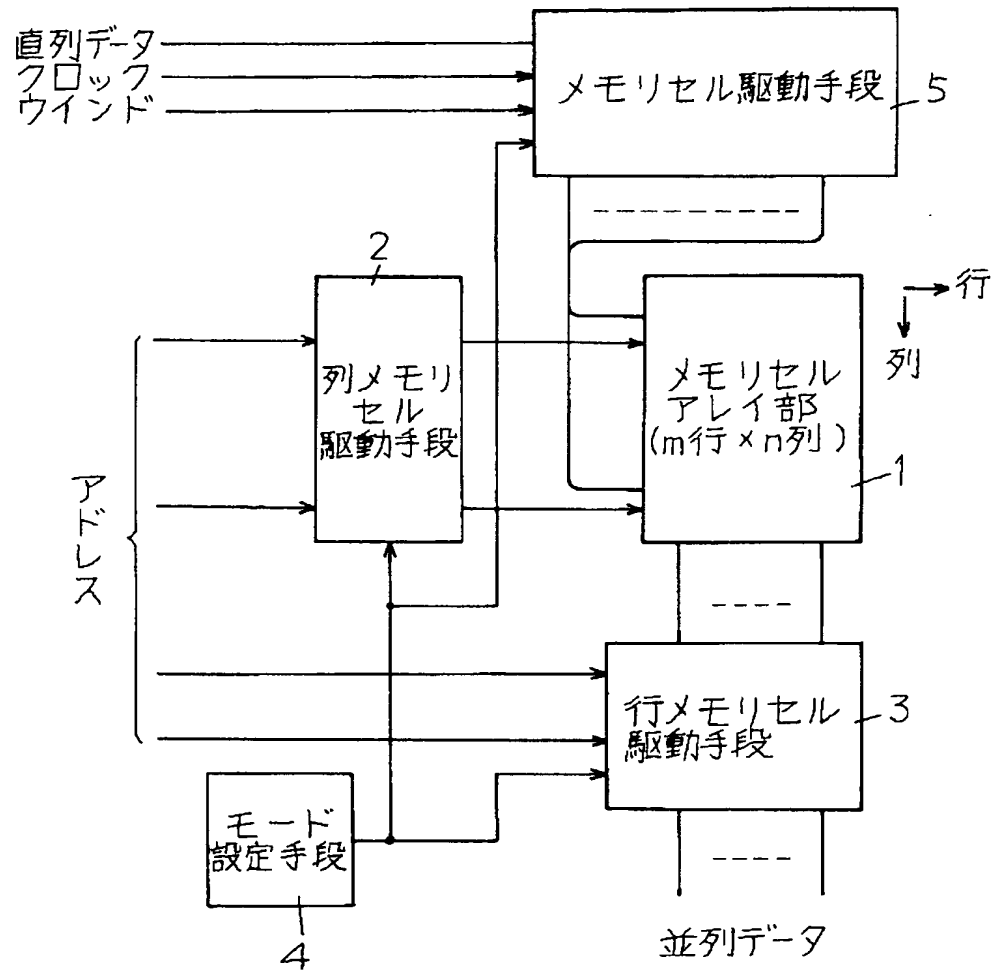 直列データ
クロック
ウインド
メモリセル駆動手段
5
2
行
列
列メモリ
セル
駆動手段
メモリセル
アレイ部
(m行×n列)
1
アドレス
行メモリセル
駆動手段
3
モード
設定手段
4
並列データ